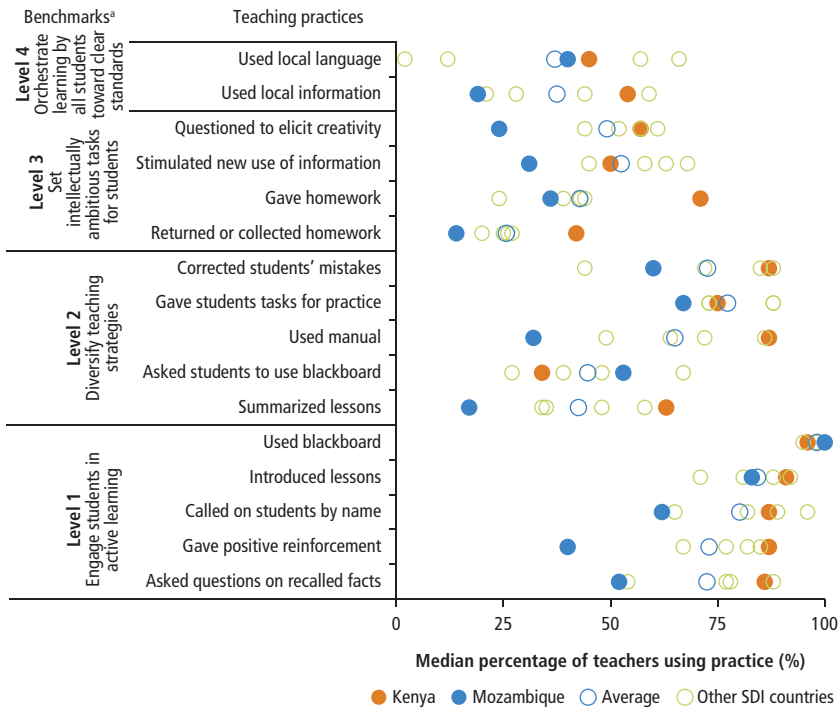 Benchmarksᵃ Teaching practices
Level 4
Orchestrate
learning by
all students
toward clear
standards
Used local language
Used local information
Level 3
Set
intellectually
ambitious tasks
for students
Questioned to elicit creativity
Stimulated new use of information
Gave homework
Returned or collected homework
Level 2
Diversify teaching
strategies
Corrected students’ mistakes
Gave students tasks for practice
Used manual
Asked students to use blackboard
Summarized lessons
Level 1
Engage students in
active learning
Used blackboard
Introduced lessons
Called on students by name
Gave positive reinforcement
Asked questions on recalled facts
0 25 50 75 100
Median percentage of teachers using practice (%)
Kenya Mozambique Average Other SDI countries